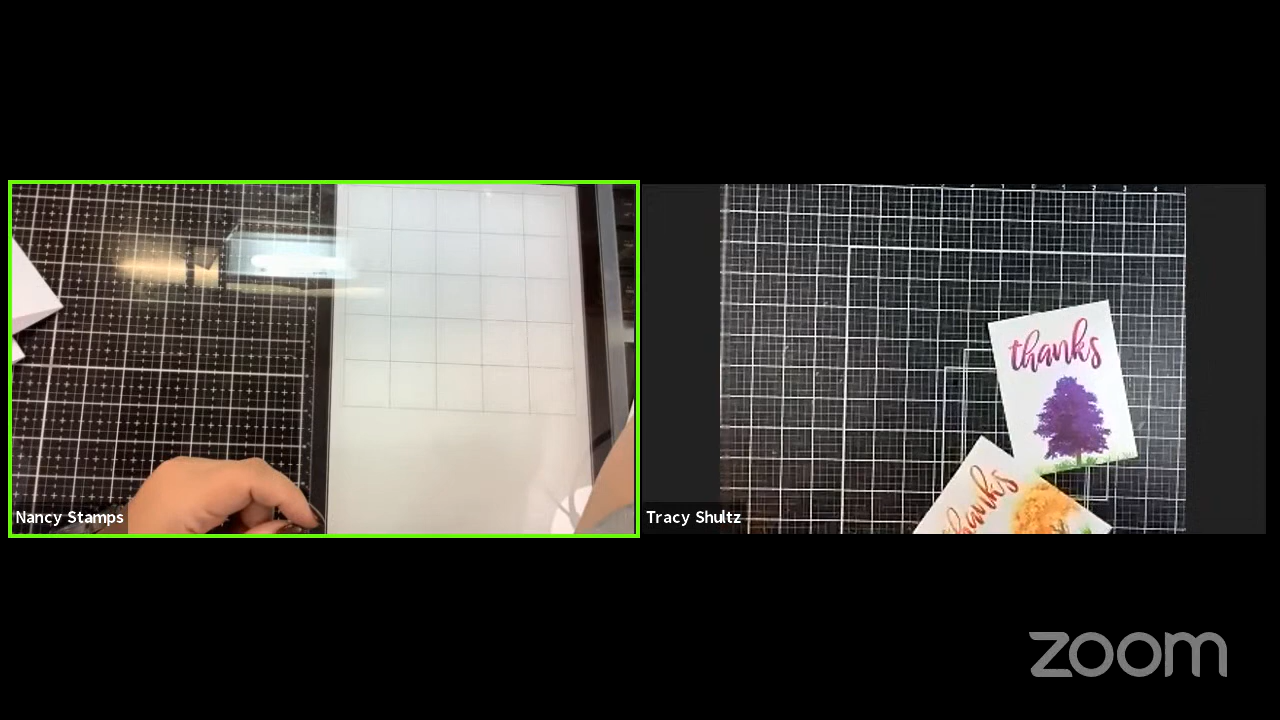 thanks
thanks
Nancy Stamps
Tracy Shultz
zoom